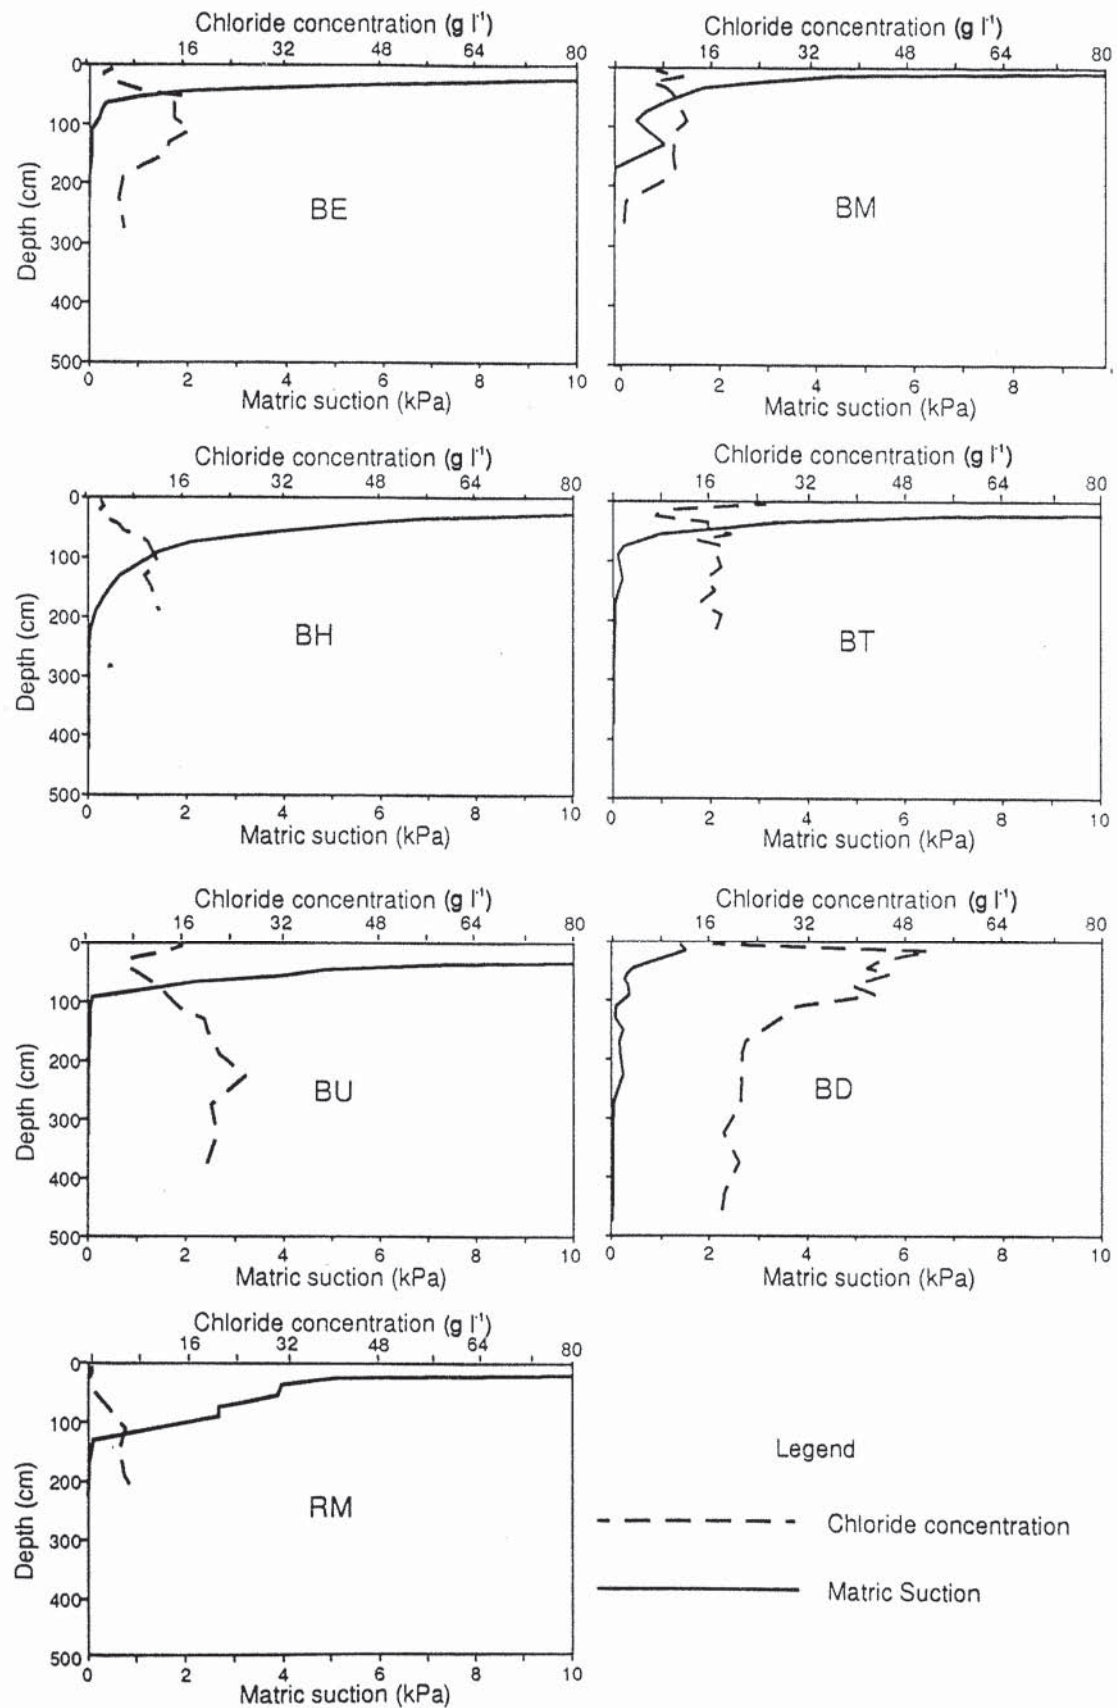 Chloride concentration (g l⁻¹) Chloride concentration (g l⁻¹)
16 32 48 64 80 16 32 48 64 80
0
100
200
300
400
500
Depth (cm)
BE BM
0 2 4 6 8 10 0 2 4 6 8
Matric suction (kPa) Matric suction (kPa)
Chloride concentration (g l⁻¹) Chloride concentration (g l⁻¹)
16 32 48 64 80 16 32 48 64 80
0
100
200
300
400
500
Depth (cm)
BH BT
0 2 4 6 8 10 0 2 4 6 8 10
Matric suction (kPa) Matric suction (kPa)
Chloride concentration (g l⁻¹) Chloride concentration (g l⁻¹)
16 32 48 64 80 16 32 48 64 80
0
100
200
300
400
500
Depth (cm)
BU BD
0 2 4 6 8 10 0 2 4 6 8 10
Matric suction (kPa) Matric suction (kPa)
Chloride concentration (g l⁻¹)
16 32 48 64 80
0
100
200
300
400
500
Depth (cm)
RM
0 2 4 6 8 10
Matric suction (kPa)
Legend
Chloride concentration
Matric Suction